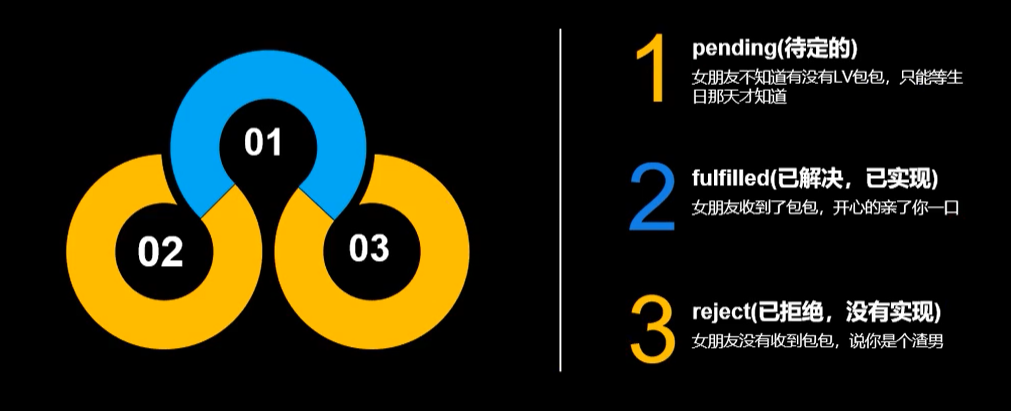 01
02
03
1
pending(待定的)
女朋友不知道有没有LV包包，只能等生
日那天才知道
2
fulfilled(已解决，已实现)
女朋友收到了包包，开心的亲了你一口
3
reject(已拒绝，没有实现)
女朋友没有收到包包，说你是个渣男